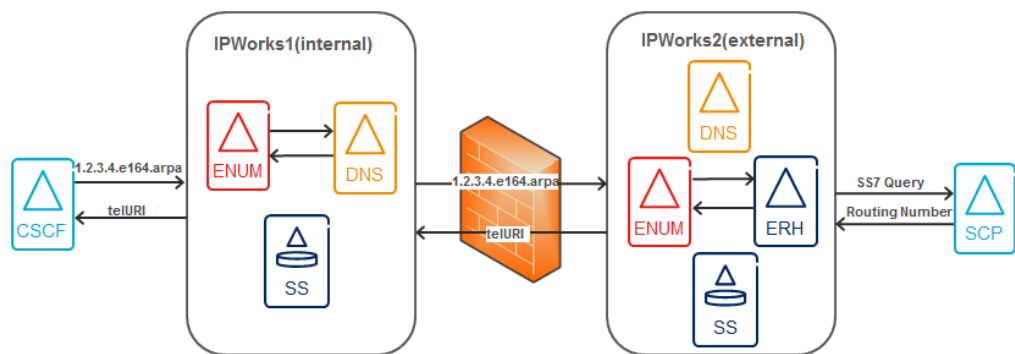 IPWorks1(internal)
IPWorks2(external)
DNS
ENUM
DNS
1.2.3.4.e164.arpa
1.2.3.4.e164.arpa
SS7 Query
CSCF
telURI
telURI
ENUM
ERH
Routing Number
SCP
SS
SS